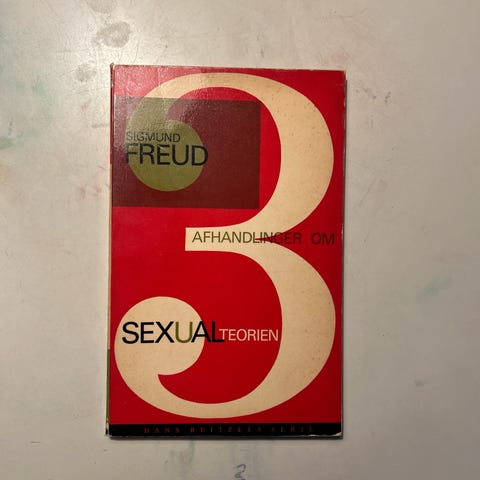 SIGMUND
FREUD
3
AFHANDLINGER OM
SEXUALTEORIEN
HANS REITZELS SERIE